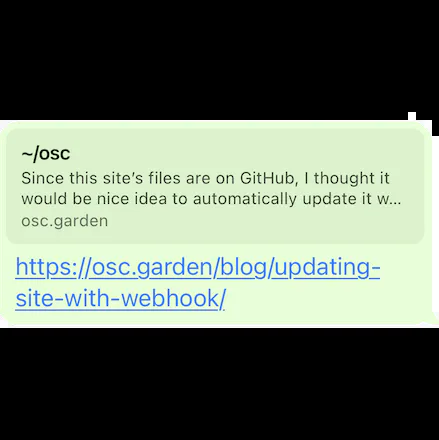 ~/osc
Since this site’s files are on GitHub, I thought it
would be nice idea to automatically update it w...
osc.garden
https://osc.garden/blog/updating-
site-with-webhook/